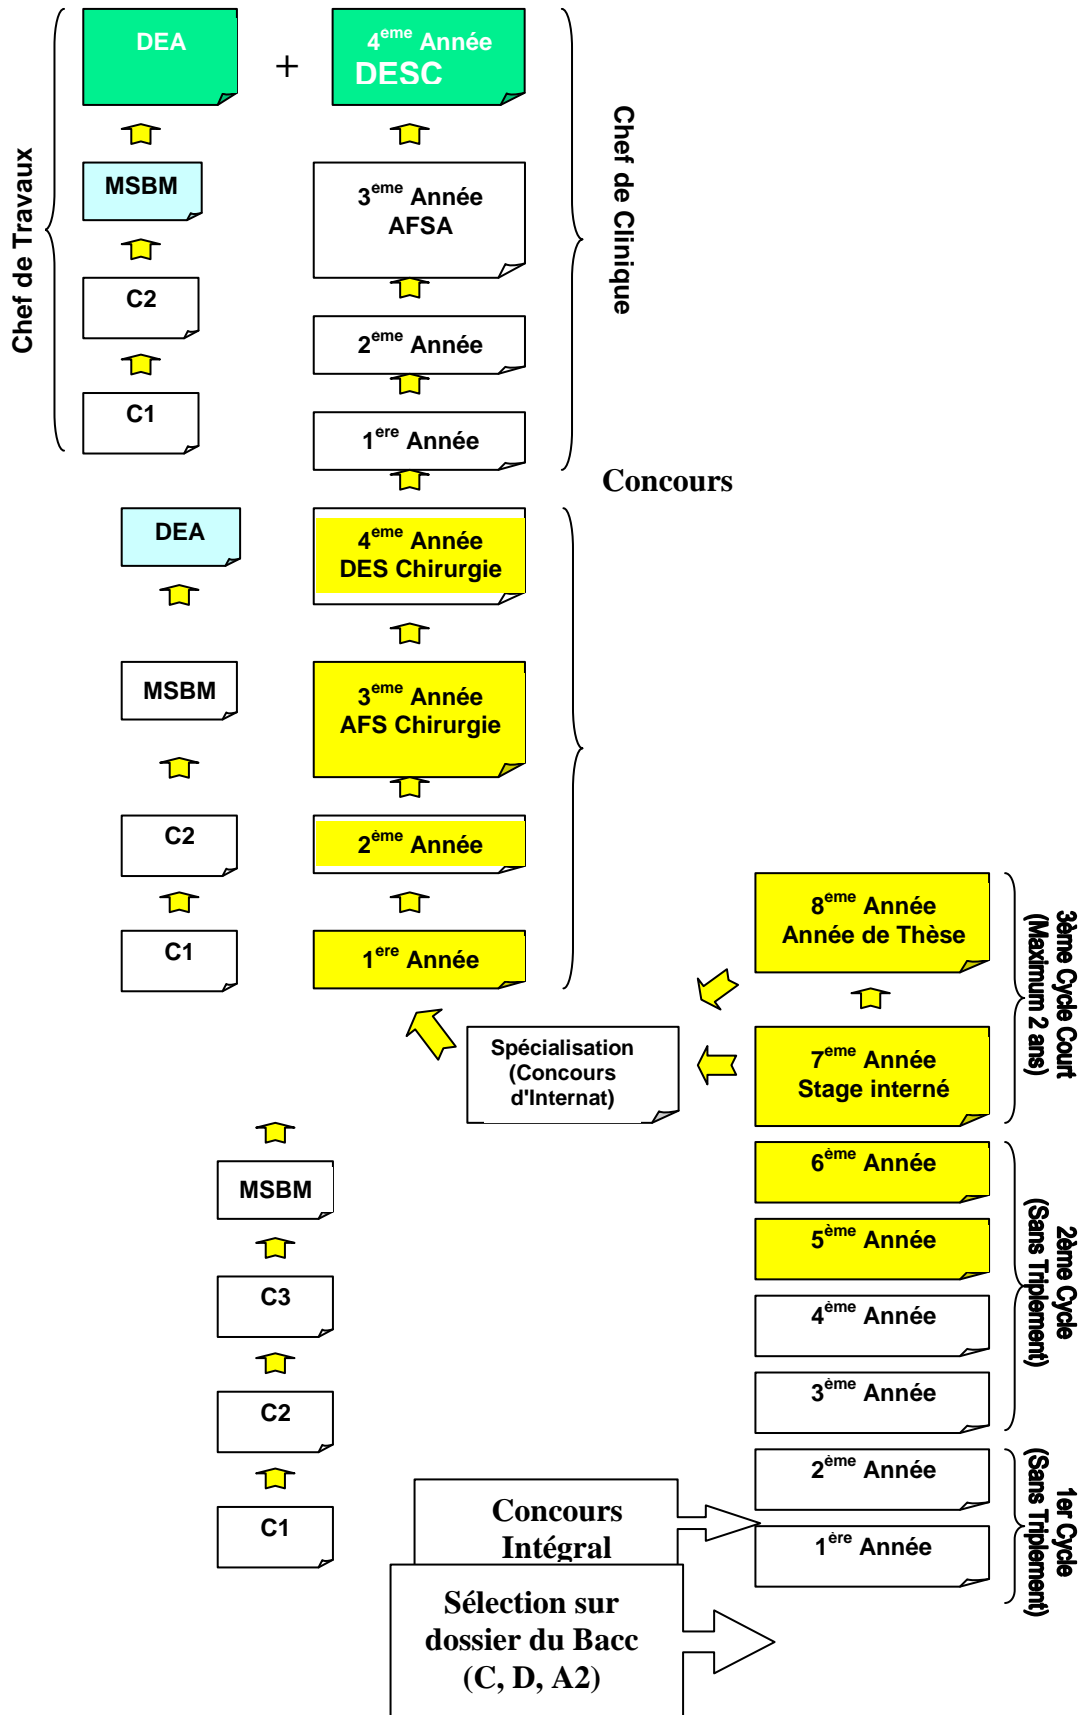 DEA
+
4eme Année
DESC
Chef de Travaux
Chef de Clinique
MSBM
3eme Année
AFSA
C2
2eme Année
C1
1ere Année
Concours
DEA
4eme Année
DES Chirurgie
MSBM
3eme Année
AFS Chirurgie
C2
2ème Année
C1
1ere Année
8eme Année
Année de Thèse
3ème Cycle Court
(Maximum 2 ans)
Spécialisation
(Concours
d'Internat)
7eme Année
Stage interné
6ème Année
MSBM
5ème Année
2ème Cycle
(Sans Triplement)
C3
4ème Année
3ème Année
C2
2ème Année
1er Cycle
(Sans Triplement)
C1
Concours
Intégral
1ère Année
Sélection sur
dossier du Bacc
(C, D, A2)